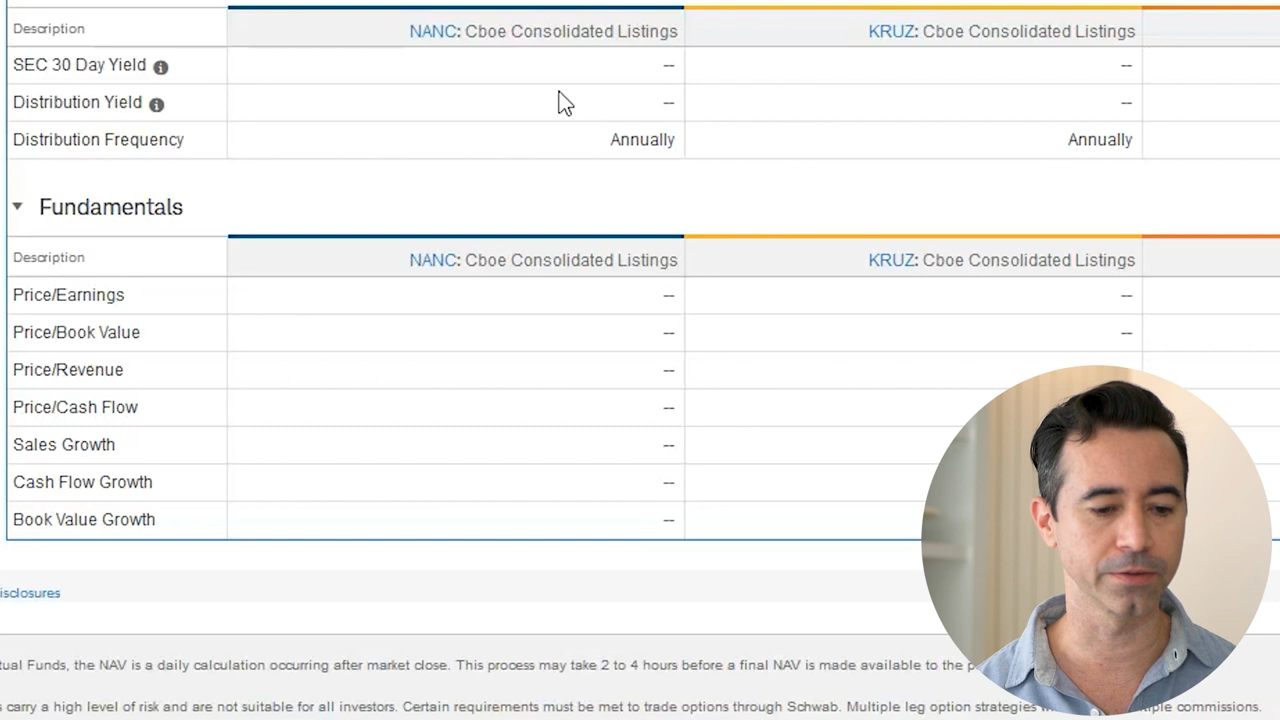 Description NANC: Cboe Consolidated Listings KRUZ: Cboe Consolidated Listings
SEC 30 Day Yield -- --
Distribution Yield -- --
Distribution Frequency Annually Annually
Fundamentals
Description NANC: Cboe Consolidated Listings KRUZ: Cboe Consolidated Listings
Price/Earnings -- --
Price/Book Value -- --
Price/Revenue --
Price/Cash Flow --
Sales Growth --
Cash Flow Growth --
Book Value Growth --
isclosures
tual Funds, the NAV is a daily calculation occurring after market close. This process may take 2 to 4 hours before a final NAV is made available to the p
s carry a high level of risk and are not suitable for all investors. Certain requirements must be met to trade options through Schwab. Multiple leg option strategies commissions.